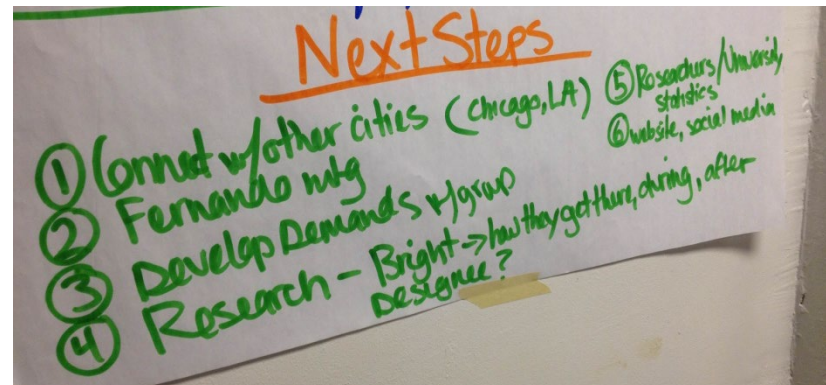 Next Steps
① Connect w/other cities (Chicago, LA)
② Fernando mtg
③ Develop Demands w/group
④ Research - Bright → how they get there, during, after
Designee?
⑤ Researchers/University
statistics
⑥ website, social media